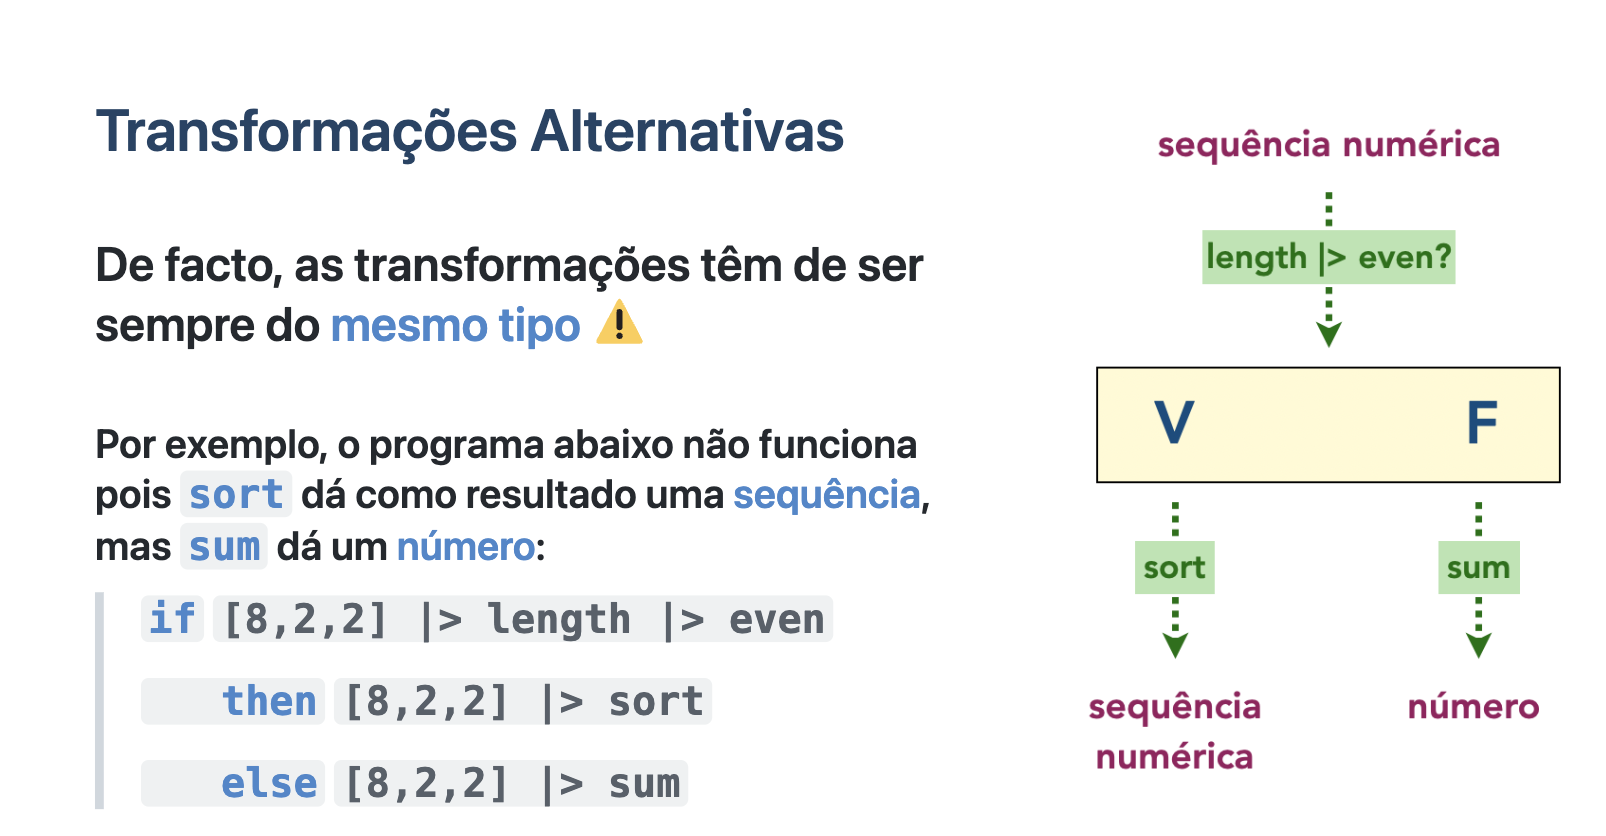 Transformações Alternativas
De facto, as transformações têm de ser
sempre do mesmo tipo ⚠️
Por exemplo, o programa abaixo não funciona
pois sort dá como resultado uma sequência,
mas sum dá um número:
if [8,2,2] |> length |> even
then [8,2,2] |> sort
else [8,2,2] |> sum
sequência numérica
length |> even?
V F
sort sum
sequência
numérica
número